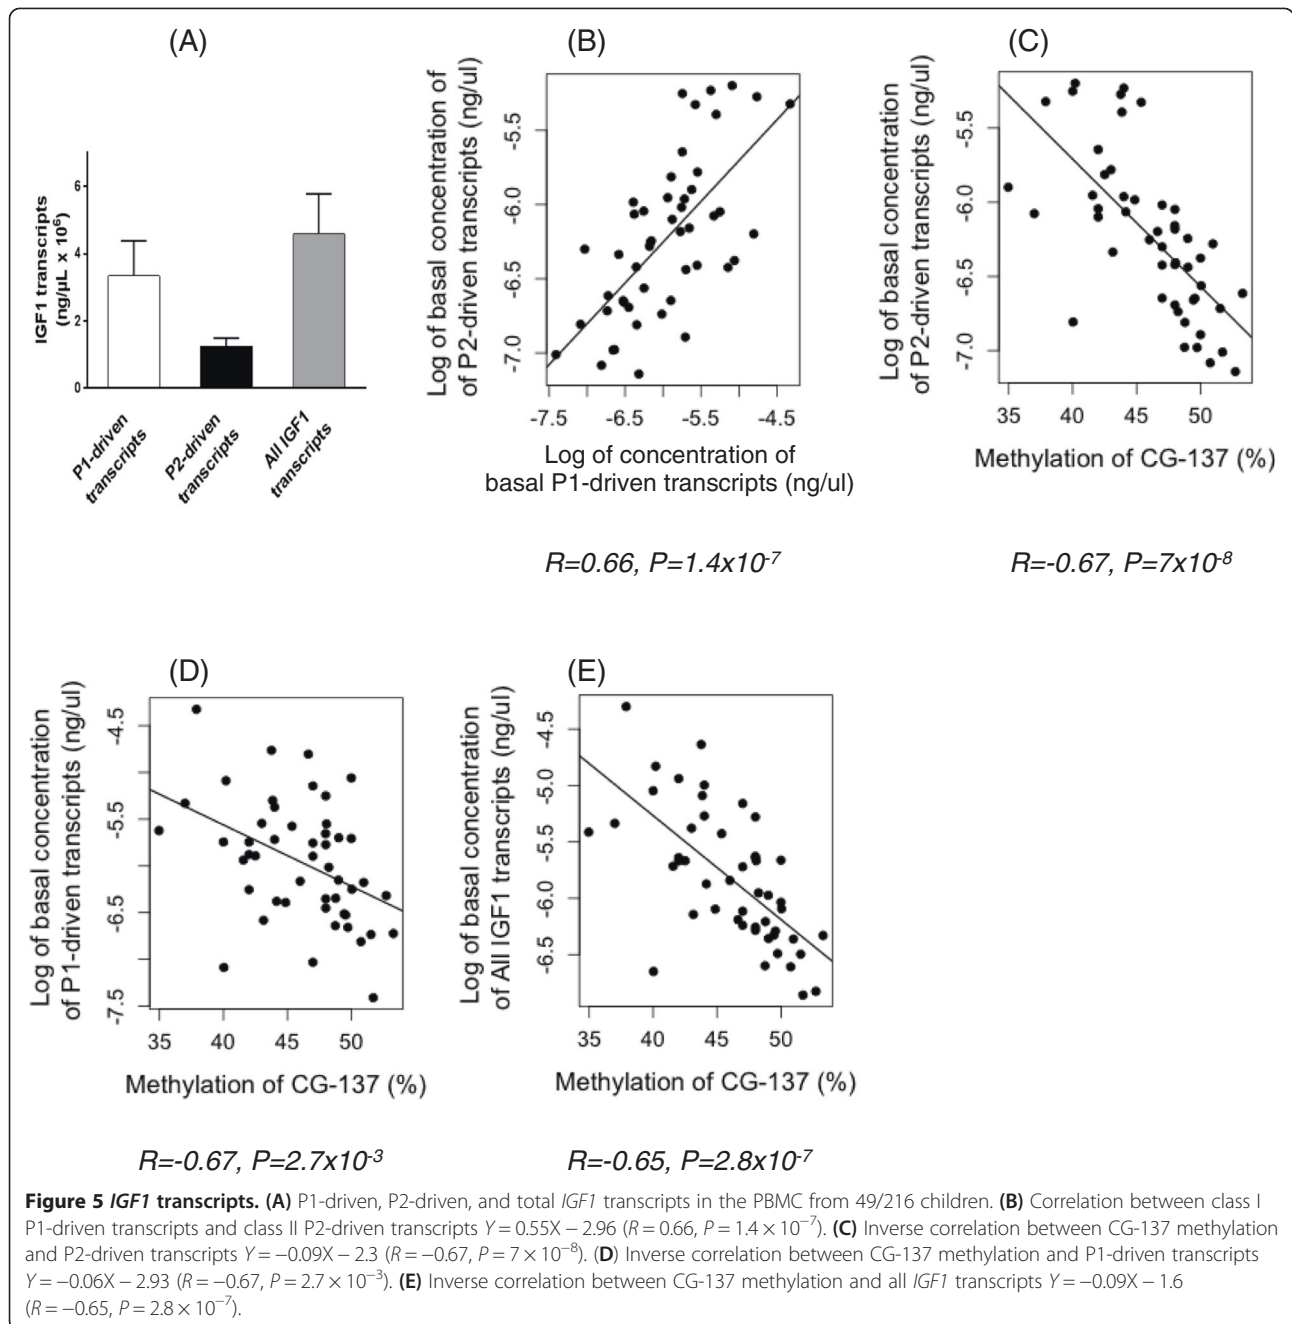 (A)
IGF1 transcripts
(ng/µL x 10⁶)
6
4
2
0
P1-driven
transcripts
P2-driven
transcripts
All IGF1
transcripts
(B)
Log of basal concentration of
of P2-driven transcripts (ng/ul)
-5.5
-6.0
-6.5
-7.0
-7.5 -6.5 -5.5 -4.5
Log of concentration of
basal P1-driven transcripts (ng/ul)
R=0.66, P=1.4x10⁻⁷
(C)
Log of basal concentration
of P2-driven transcripts (ng/ul)
-5.5
-6.0
-6.5
-7.0
35 40 45 50
Methylation of CG-137 (%)
R=-0.67, P=7x10⁻⁸
(D)
Log of basal concentration
of P1-driven transcripts (ng/ul)
-4.5
-5.5
-6.5
-7.5
35 40 45 50
Methylation of CG-137 (%)
R=-0.67, P=2.7x10⁻³
(E)
Log of basal concentration
of All IGF1 transcripts (ng/ul)
-4.5
-5.0
-5.5
-6.0
-6.5
35 40 45 50
Methylation of CG-137 (%)
R=-0.65, P=2.8x10⁻⁷
Figure 5 IGF1 transcripts. (A) P1-driven, P2-driven, and total IGF1 transcripts in the PBMC from 49/216 children. (B) Correlation between class I
P1-driven transcripts and class II P2-driven transcripts Y = 0.55X − 2.96 (R = 0.66, P = 1.4 × 10⁻⁷). (C) Inverse correlation between CG-137 methylation
and P2-driven transcripts Y = −0.09X − 2.3 (R = −0.67, P = 7 × 10⁻⁸). (D) Inverse correlation between CG-137 methylation and P1-driven transcripts
Y = −0.06X − 2.93 (R = −0.67, P = 2.7 × 10⁻³). (E) Inverse correlation between CG-137 methylation and all IGF1 transcripts Y = −0.09X − 1.6
(R = −0.65, P = 2.8 × 10⁻⁷).